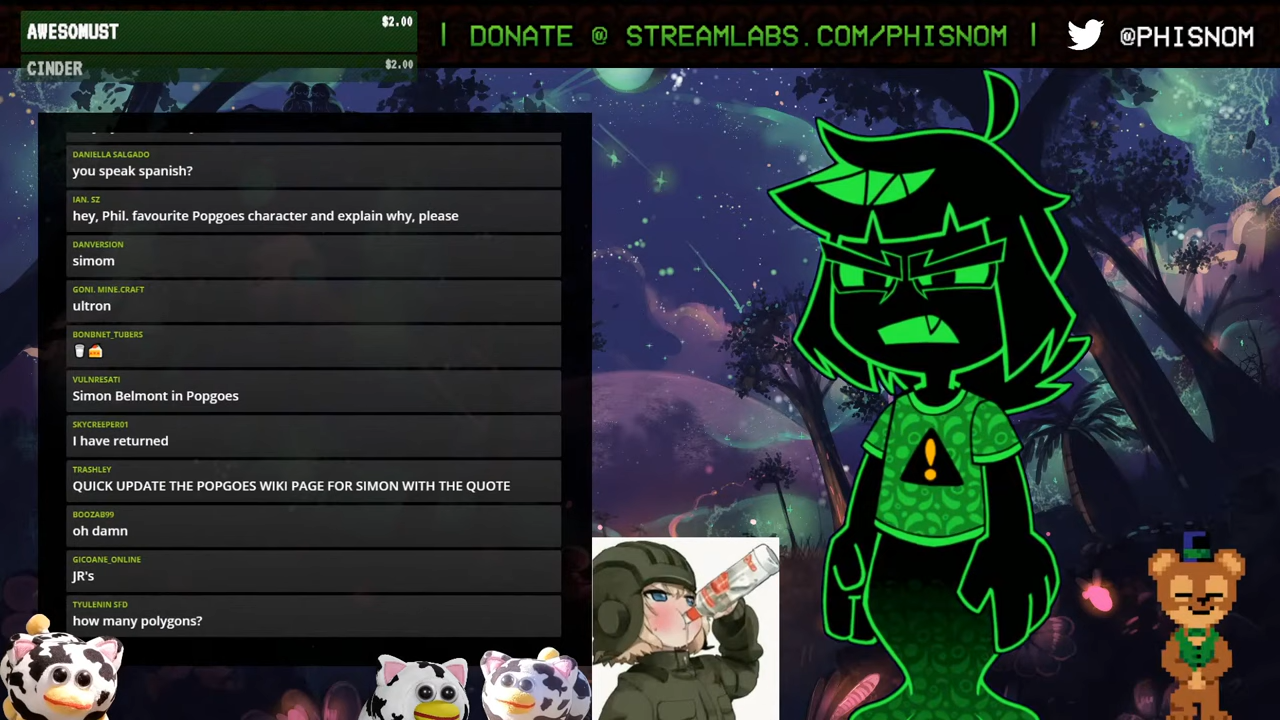 AWESOMUST $2.00
CINDER $2.00
| DONATE @ STREAMLABS.COM/PHISNOM |
@PHISNOM
DANIELLA SALGADO
you speak spanish?
IAN. SZ
hey, Phil. favourite Popgoes character and explain why, please
DANVERSION
simom
GONI. MINE.CRAFT
ultron
BONBNET_TUBERS
🥛🧀
VULNRESATI
Simon Belmont in Popgoes
SKYCREEPER01
I have returned
TRASHLEY
QUICK UPDATE THE POPGOES WIKI PAGE FOR SIMON WITH THE QUOTE
BOOZAB99
oh damn
GICOANE_ONLINE
JR's
TYULENIN SFD
how many polygons?
!